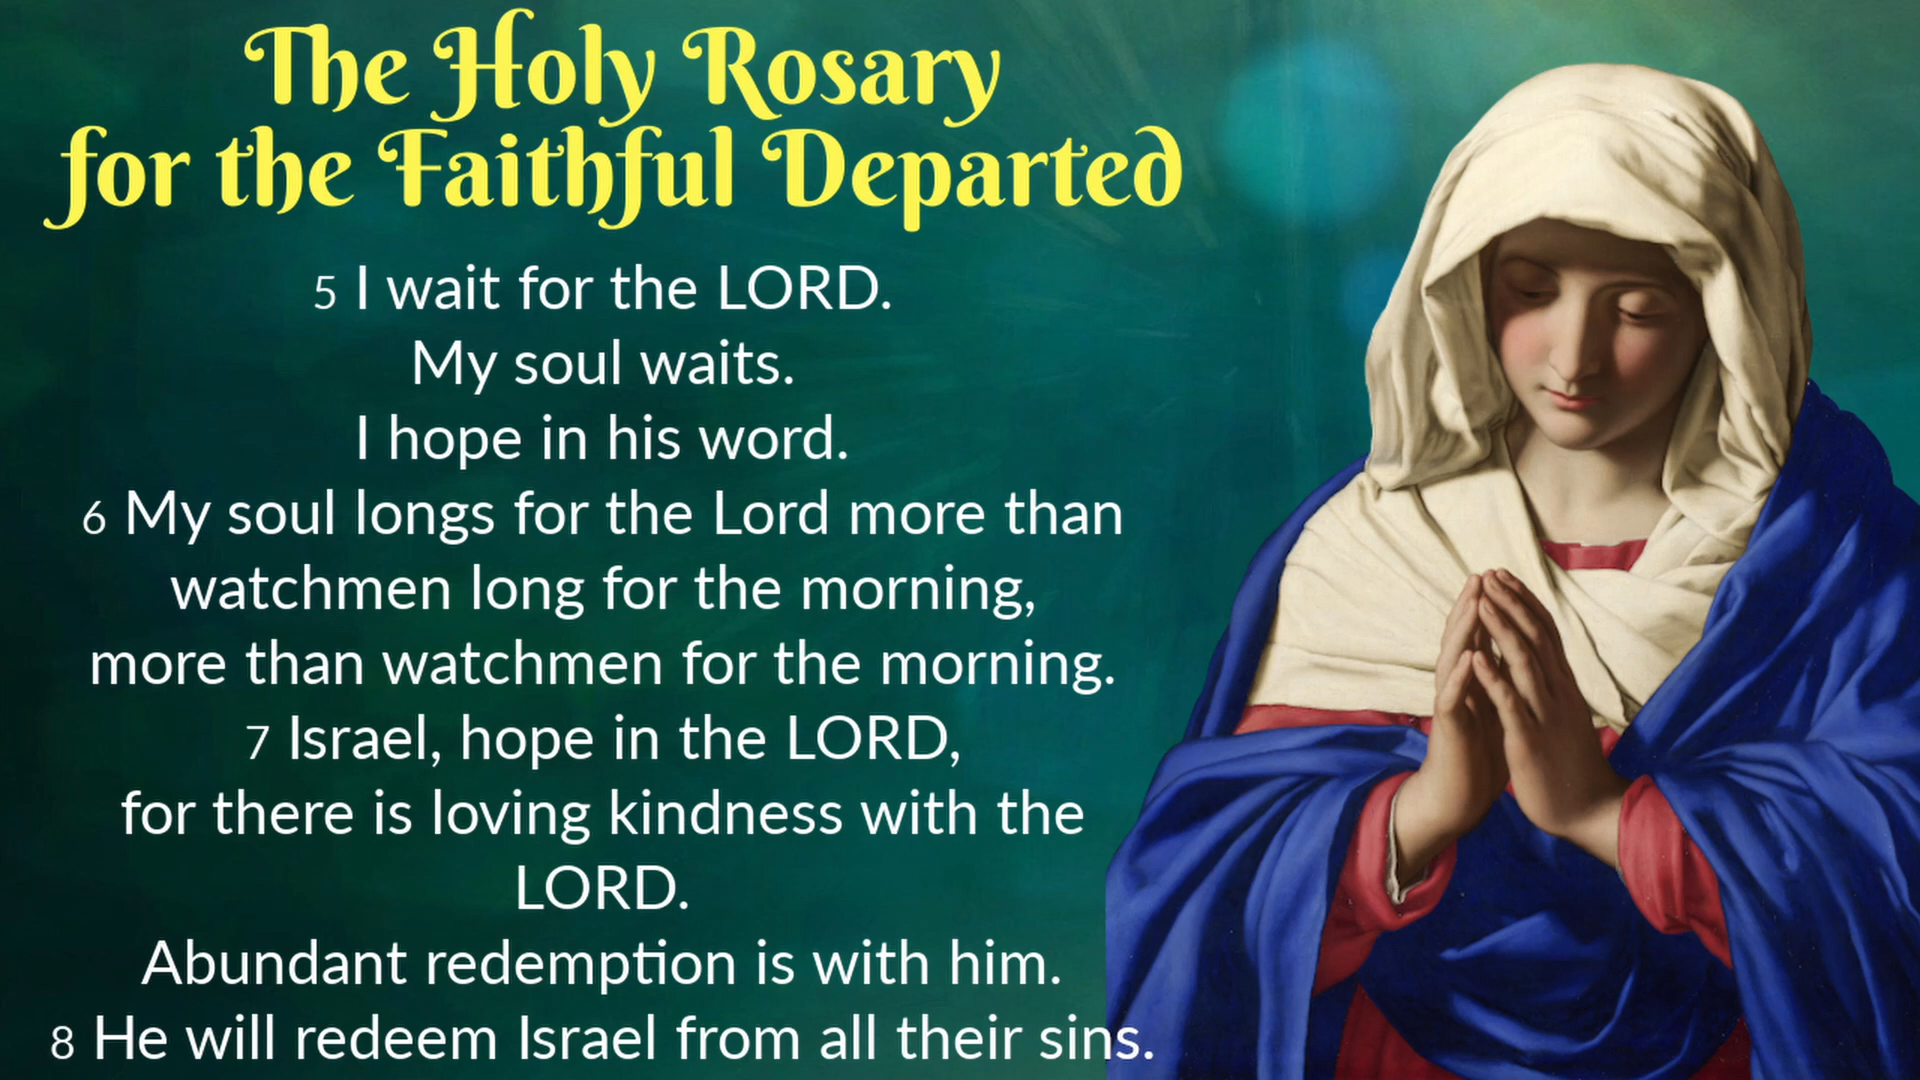 The Holy Rosary
for the Faithful Departed
5 I wait for the LORD.
My soul waits.
I hope in his word.
6 My soul longs for the Lord more than
watchmen long for the morning,
more than watchmen for the morning.
7 Israel, hope in the LORD,
for there is loving kindness with the
LORD.
Abundant redemption is with him.
8 He will redeem Israel from all their sins.